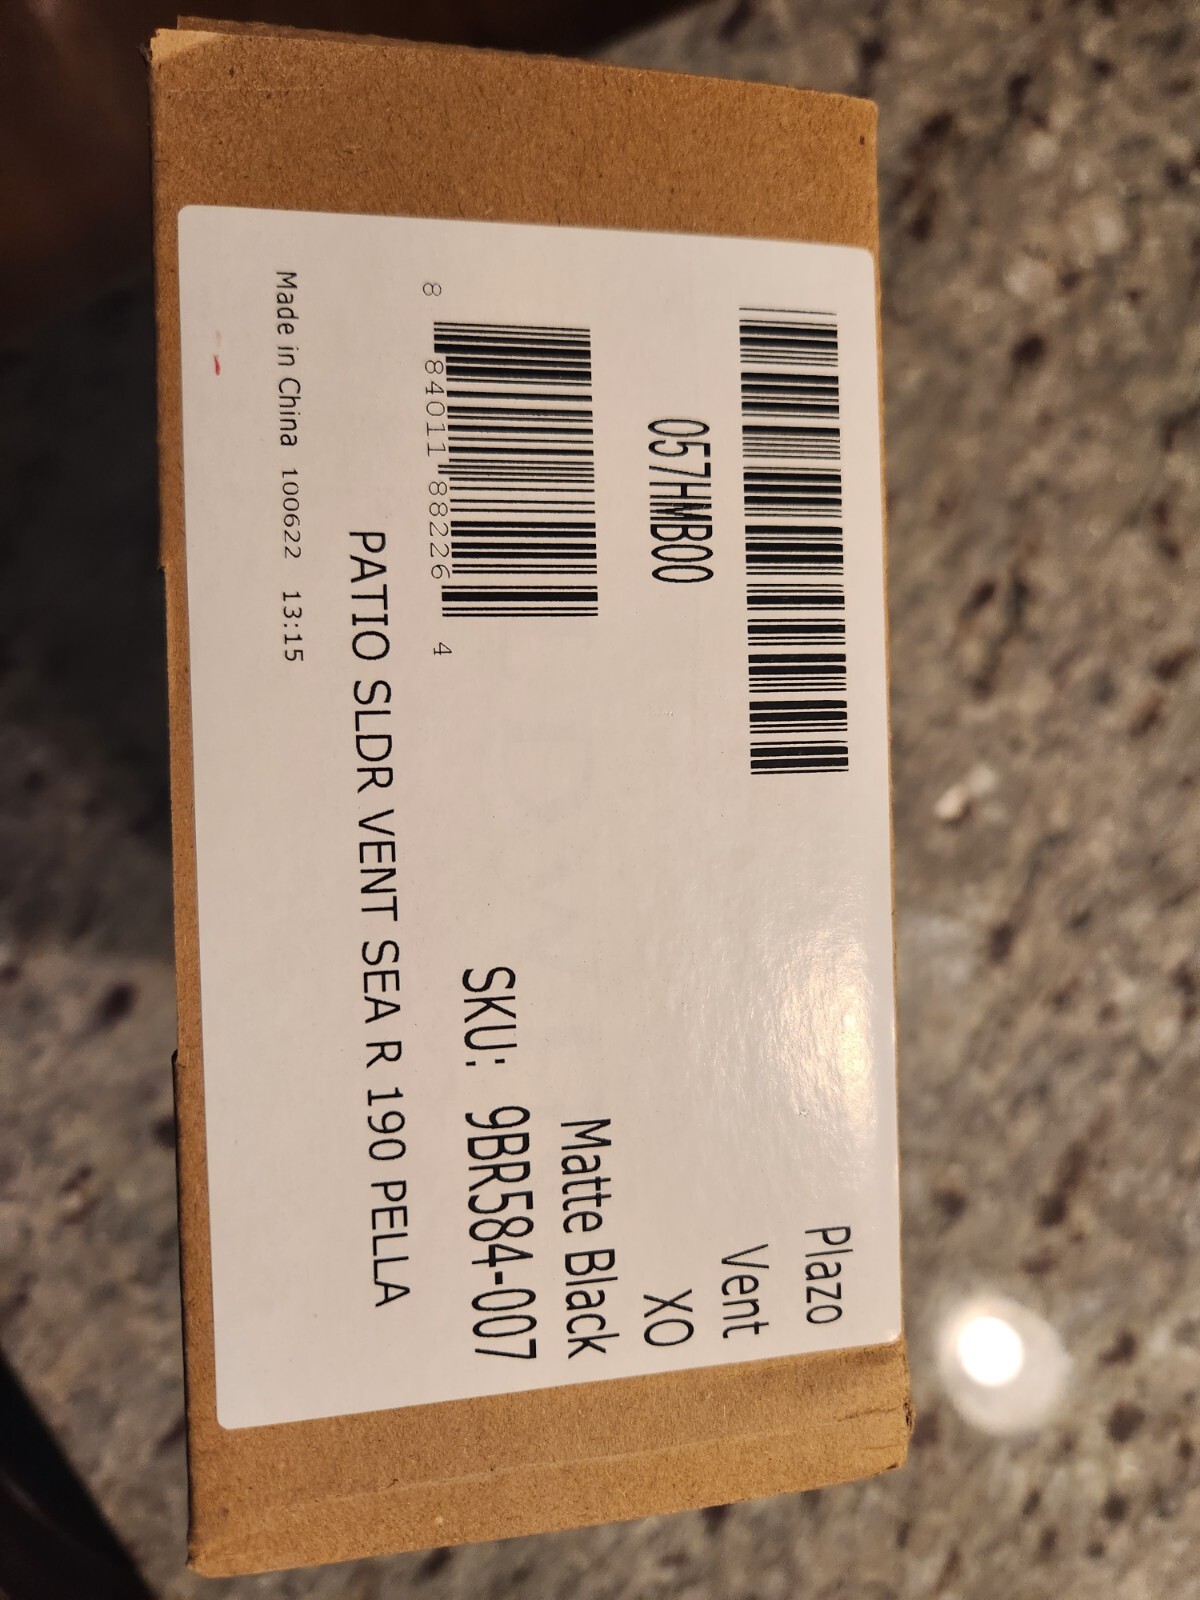 Plazo
Vent
057HMB00
XO
Matte Black
8 84011 88226 4
SKU: 9BR584-007
PATIO SLDR VENT SEA R 190 PELLA
Made in China 100622 13:15